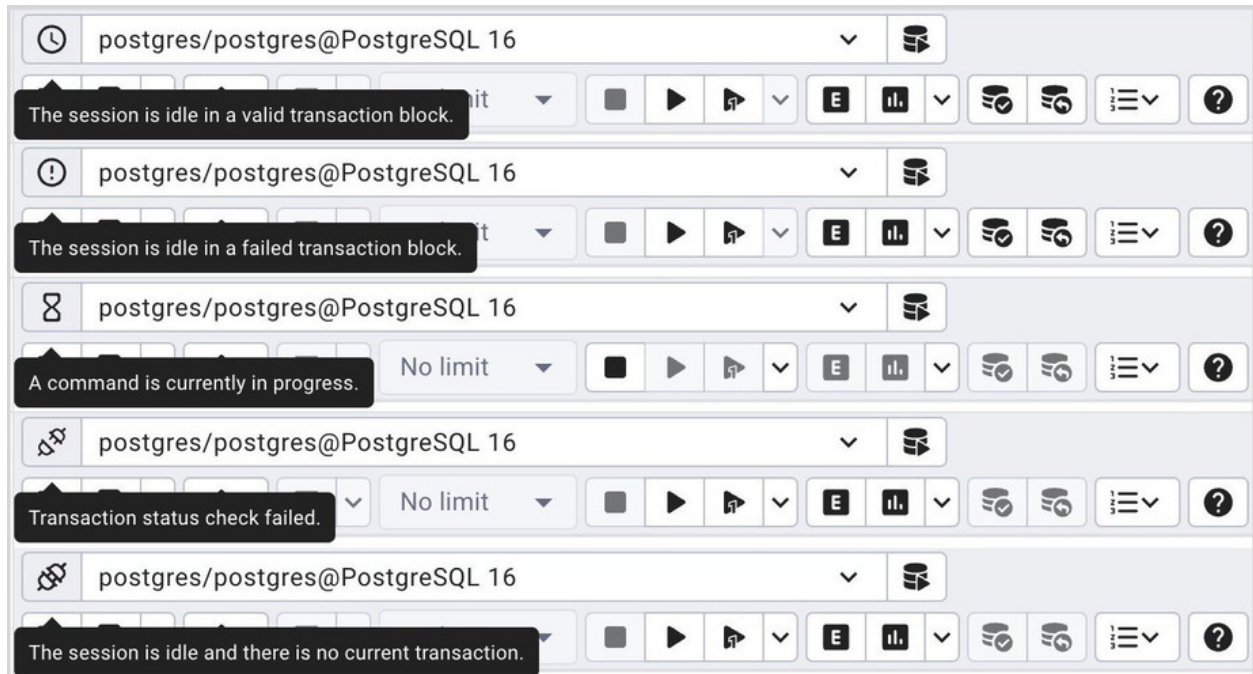 postgres/postgres@PostgreSQL 16
The session is idle in a valid transaction block.
E
postgres/postgres@PostgreSQL 16
The session is idle in a failed transaction block.
E
postgres/postgres@PostgreSQL 16
A command is currently in progress.
No limit
E
postgres/postgres@PostgreSQL 16
Transaction status check failed.
No limit
E
postgres/postgres@PostgreSQL 16
The session is idle and there is no current transaction.
E